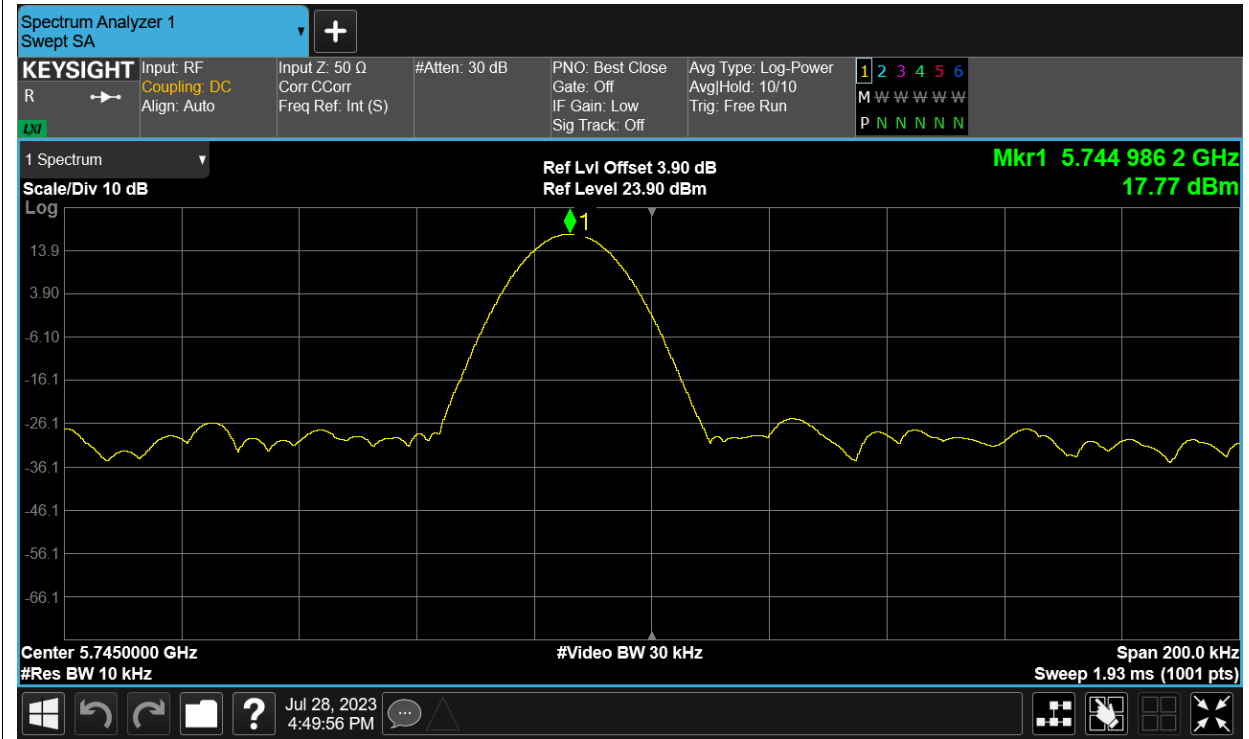 Spectrum Analyzer 1
Swept SA
KEYSIGHT
R
LXI
Input: RF
Coupling: DC
Align: Auto
Input Z: 50 Ω
Corr CCorr
Freq Ref: Int (S)
#Atten: 30 dB
PNO: Best Close
Gate: Off
IF Gain: Low
Sig Track: Off
Avg Type: Log-Power
Avg|Hold: 10/10
Trig: Free Run
1 2 3 4 5 6
M W W W W W
P N N N N N
1 Spectrum
Scale/Div 10 dB
Ref Lvl Offset 3.90 dB
Ref Level 23.90 dBm
Mkr1 5.744 986 2 GHz
17.77 dBm
Log
1
13.9
3.90
-6.10
-16.1
-26.1
-36.1
-46.1
-56.1
-66.1
Center 5.7450000 GHz
#Video BW 30 kHz
Span 200.0 kHz
#Res BW 10 kHz
Sweep 1.93 ms (1001 pts)
?
Jul 28, 2023
4:49:56 PM